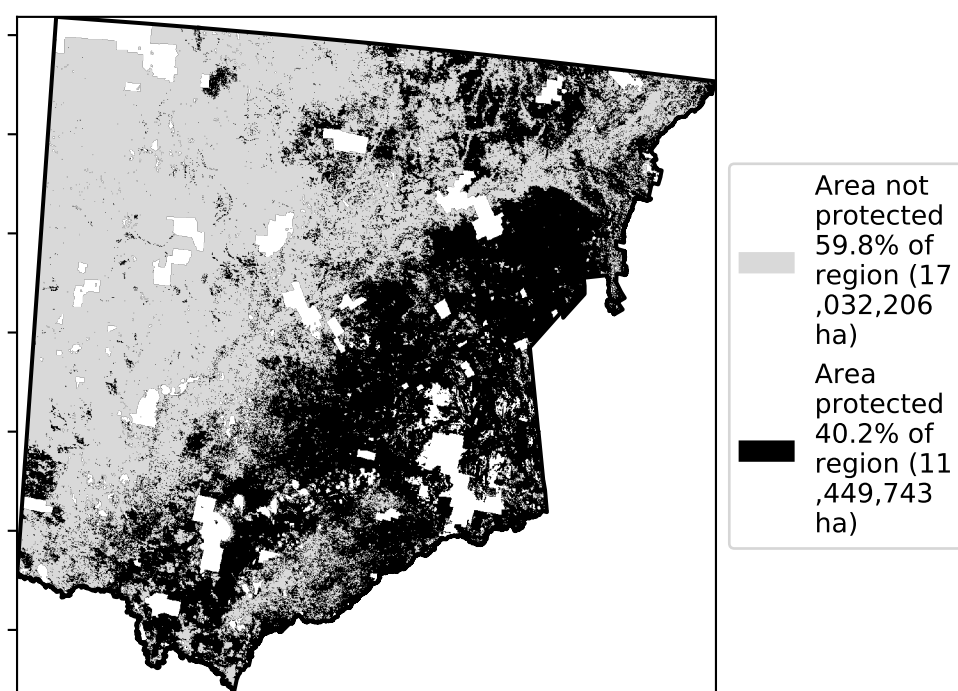 Area not
protected
59.8% of
region (17
,032,206
ha)
Area
protected
40.2% of
region (11
,449,743
ha)